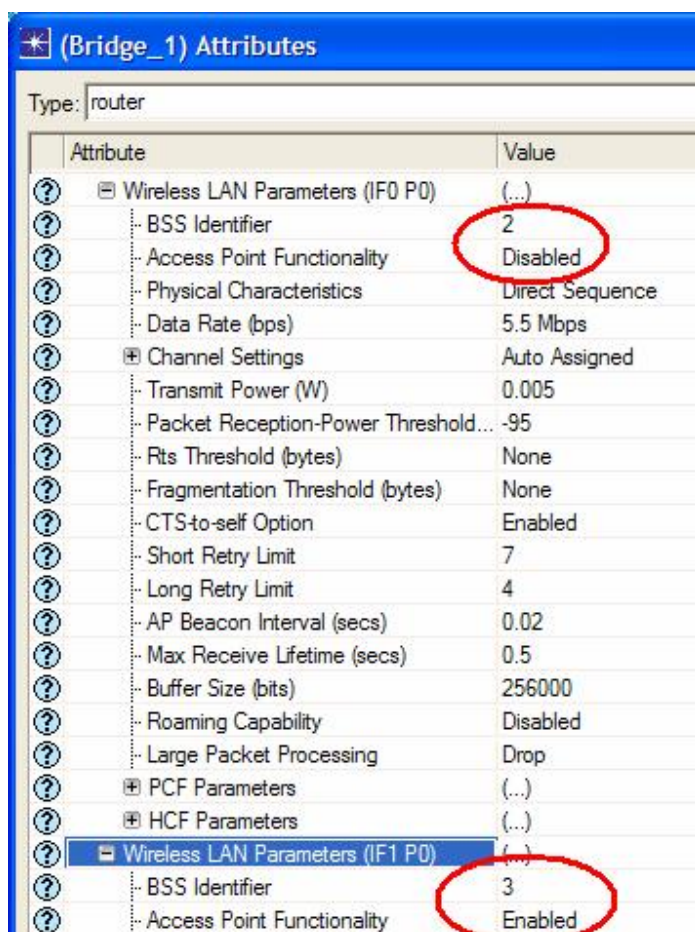 (Bridge_1) Attributes
Type: router
Attribute Value
Wireless LAN Parameters (IF0 P0) (...)
BSS Identifier 2
Access Point Functionality Disabled
Physical Characteristics Direct Sequence
Data Rate (bps) 5.5 Mbps
Channel Settings Auto Assigned
Transmit Power (W) 0.005
Packet Reception-Power Threshold... -95
Rts Threshold (bytes) None
Fragmentation Threshold (bytes) None
CTS-to-self Option Enabled
Short Retry Limit 7
Long Retry Limit 4
AP Beacon Interval (secs) 0.02
Max Receive Lifetime (secs) 0.5
Buffer Size (bits) 256000
Roaming Capability Disabled
Large Packet Processing Drop
PCF Parameters (...)
HCF Parameters (...)
Wireless LAN Parameters (IF1 P0) (...)
BSS Identifier 3
Access Point Functionality Enabled